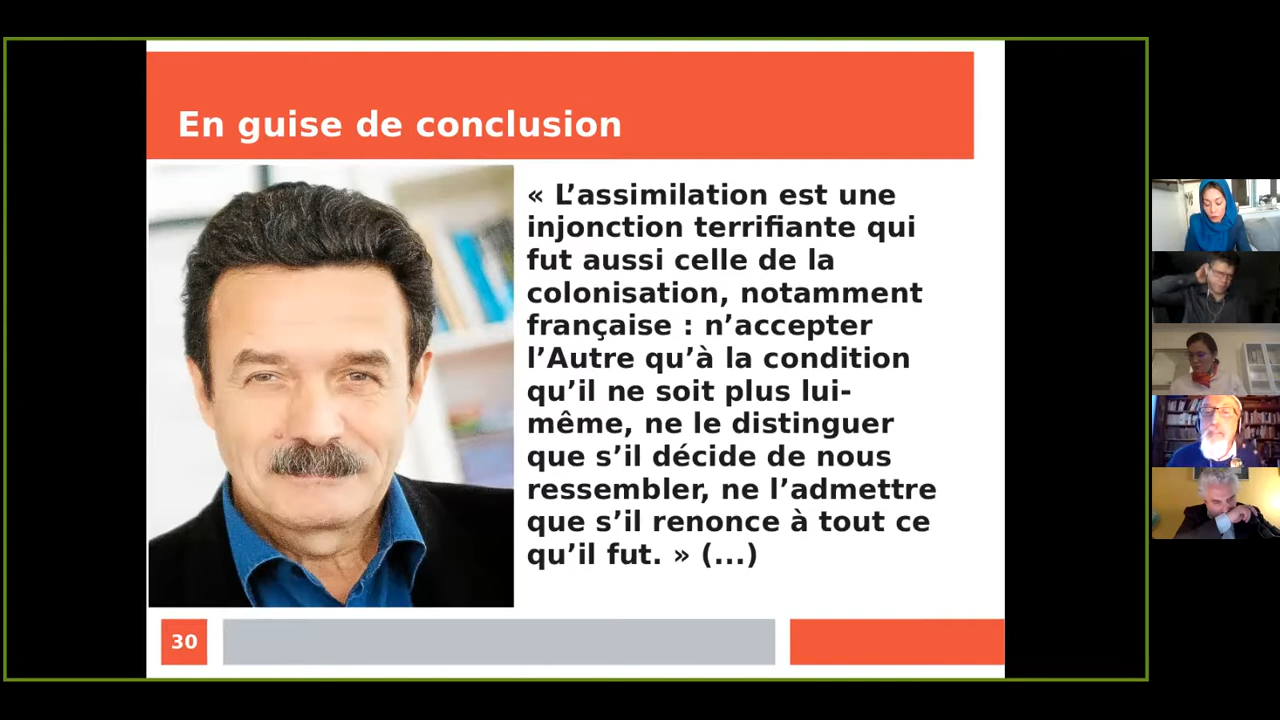 En guise de conclusion
« L’assimilation est une
injonction terrifiante qui
fut aussi celle de la
colonisation, notamment
française : n’accepter
l’Autre qu’à la condition
qu’il ne soit plus lui-
même, ne le distinguer
que s’il décide de nous
ressembler, ne l’admettre
que s’il renonce à tout ce
qu’il fut. » (...)
30